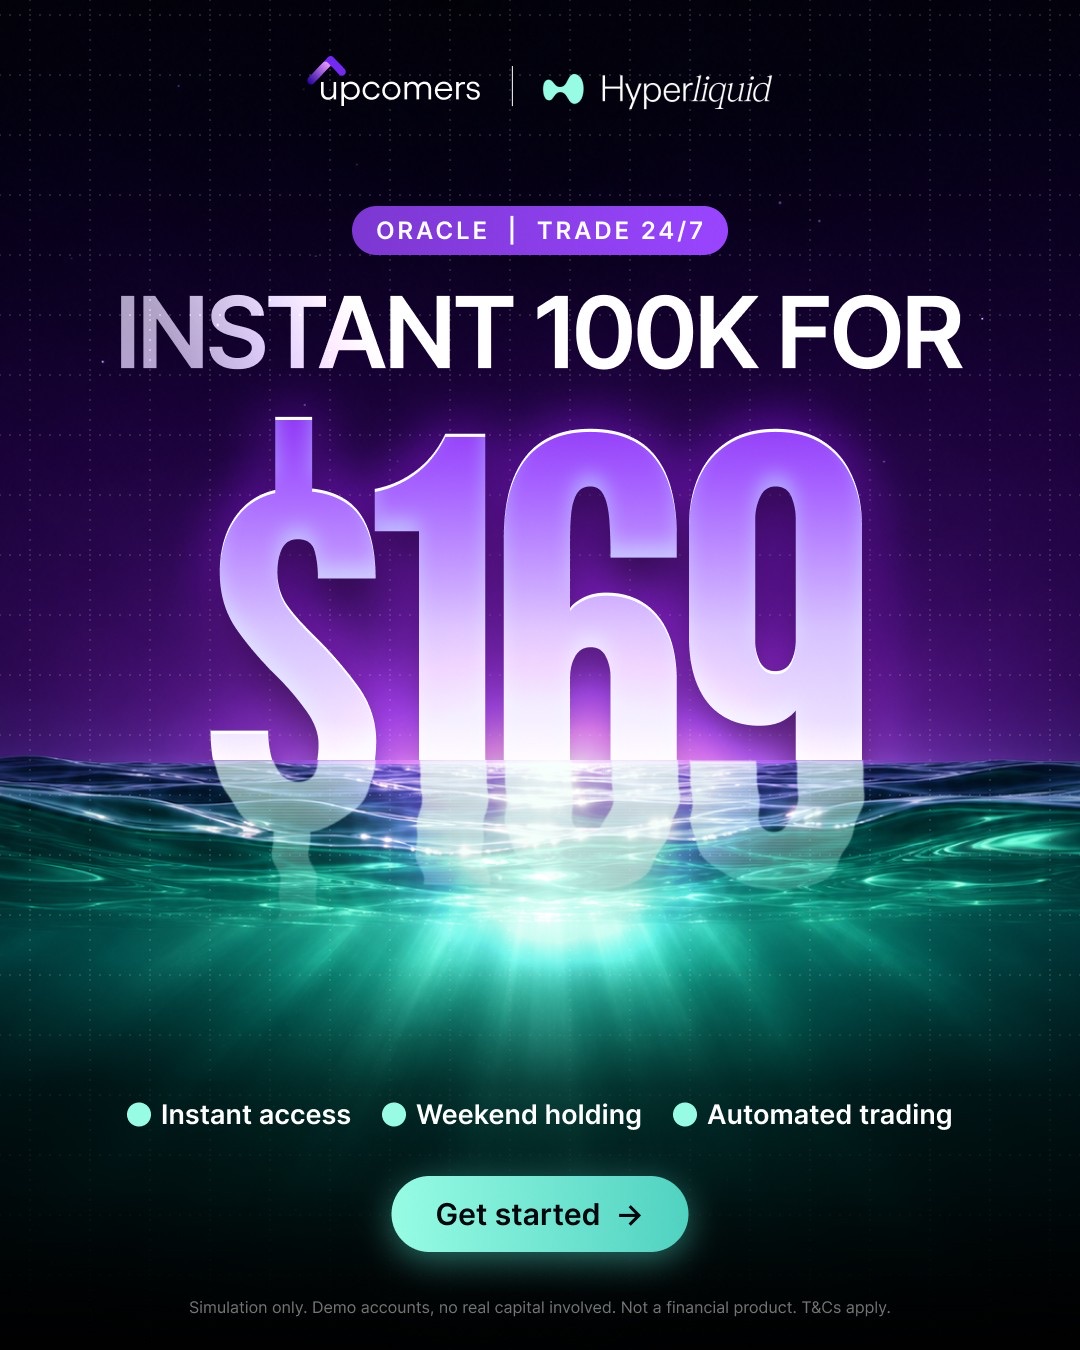 upcomers | Hyperliquid
ORACLE | TRADE 24/7
INSTANT 100K FOR
$169
Instant access Weekend holding Automated trading
Get started →
Simulation only. Demo accounts, no real capital involved. Not a financial product. T&Cs apply.